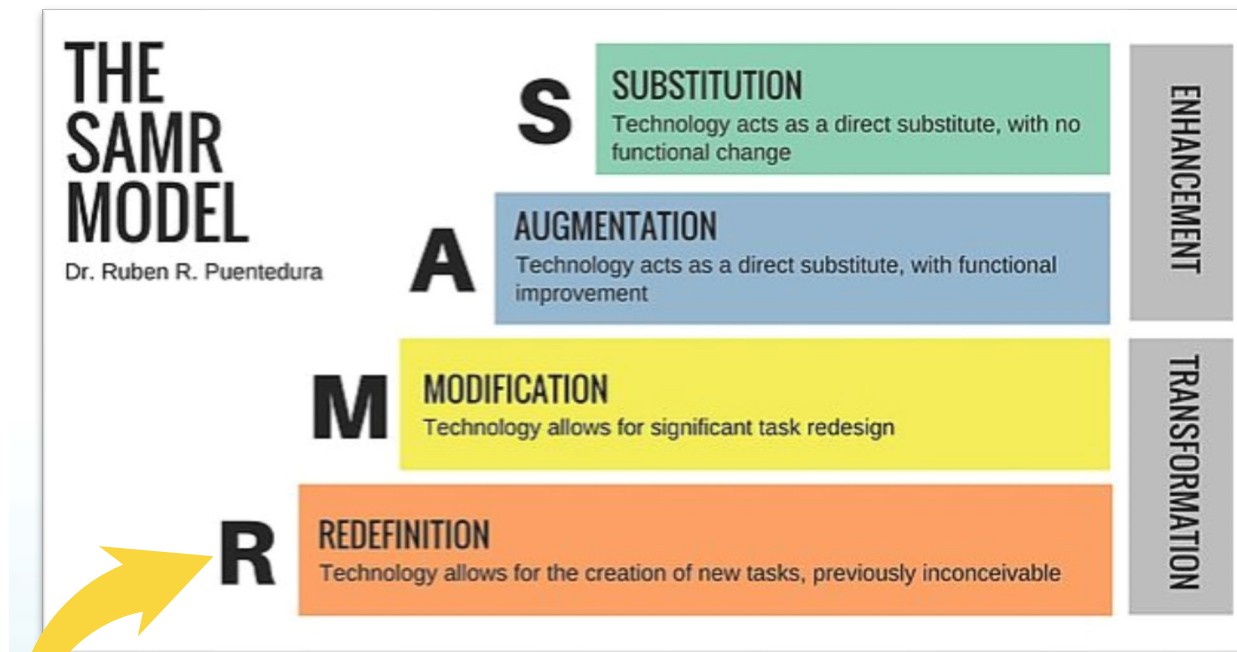 THE
SAMR
MODEL
Dr. Ruben R. Puentedura
S
SUBSTITUTION
Technology acts as a direct substitute, with no
functional change
A
AUGMENTATION
Technology acts as a direct substitute, with functional
improvement
ENHANCEMENT
M
MODIFICATION
Technology allows for significant task redesign
R
REDEFINITION
Technology allows for the creation of new tasks, previously inconceivable
TRANSFORMATION